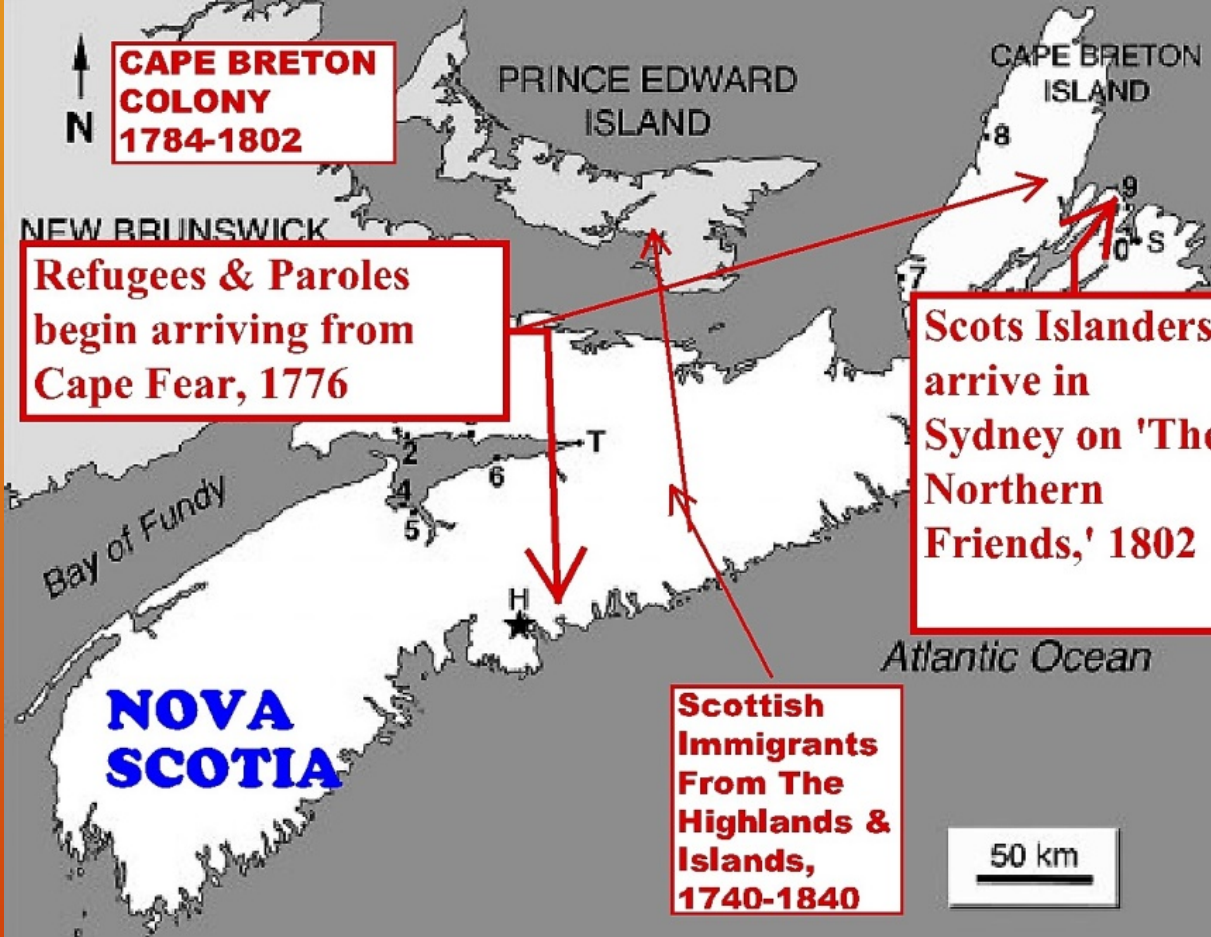 CAPE BRETON
COLONY
1784-1802
N
PRINCE EDWARD
ISLAND
CAPE BRETON
ISLAND
8
9
S
0
7
NEW BRUNSWICK
Refugees & Paroles
begin arriving from
Cape Fear, 1776
Scots Islanders
arrive in
Sydney on 'The
Northern
Friends,' 1802
2
T
6
4
5
Bay of Fundy
H
Atlantic Ocean
NOVA
SCOTIA
Scottish
Immigrants
From The
Highlands &
Islands,
1740-1840
50 km